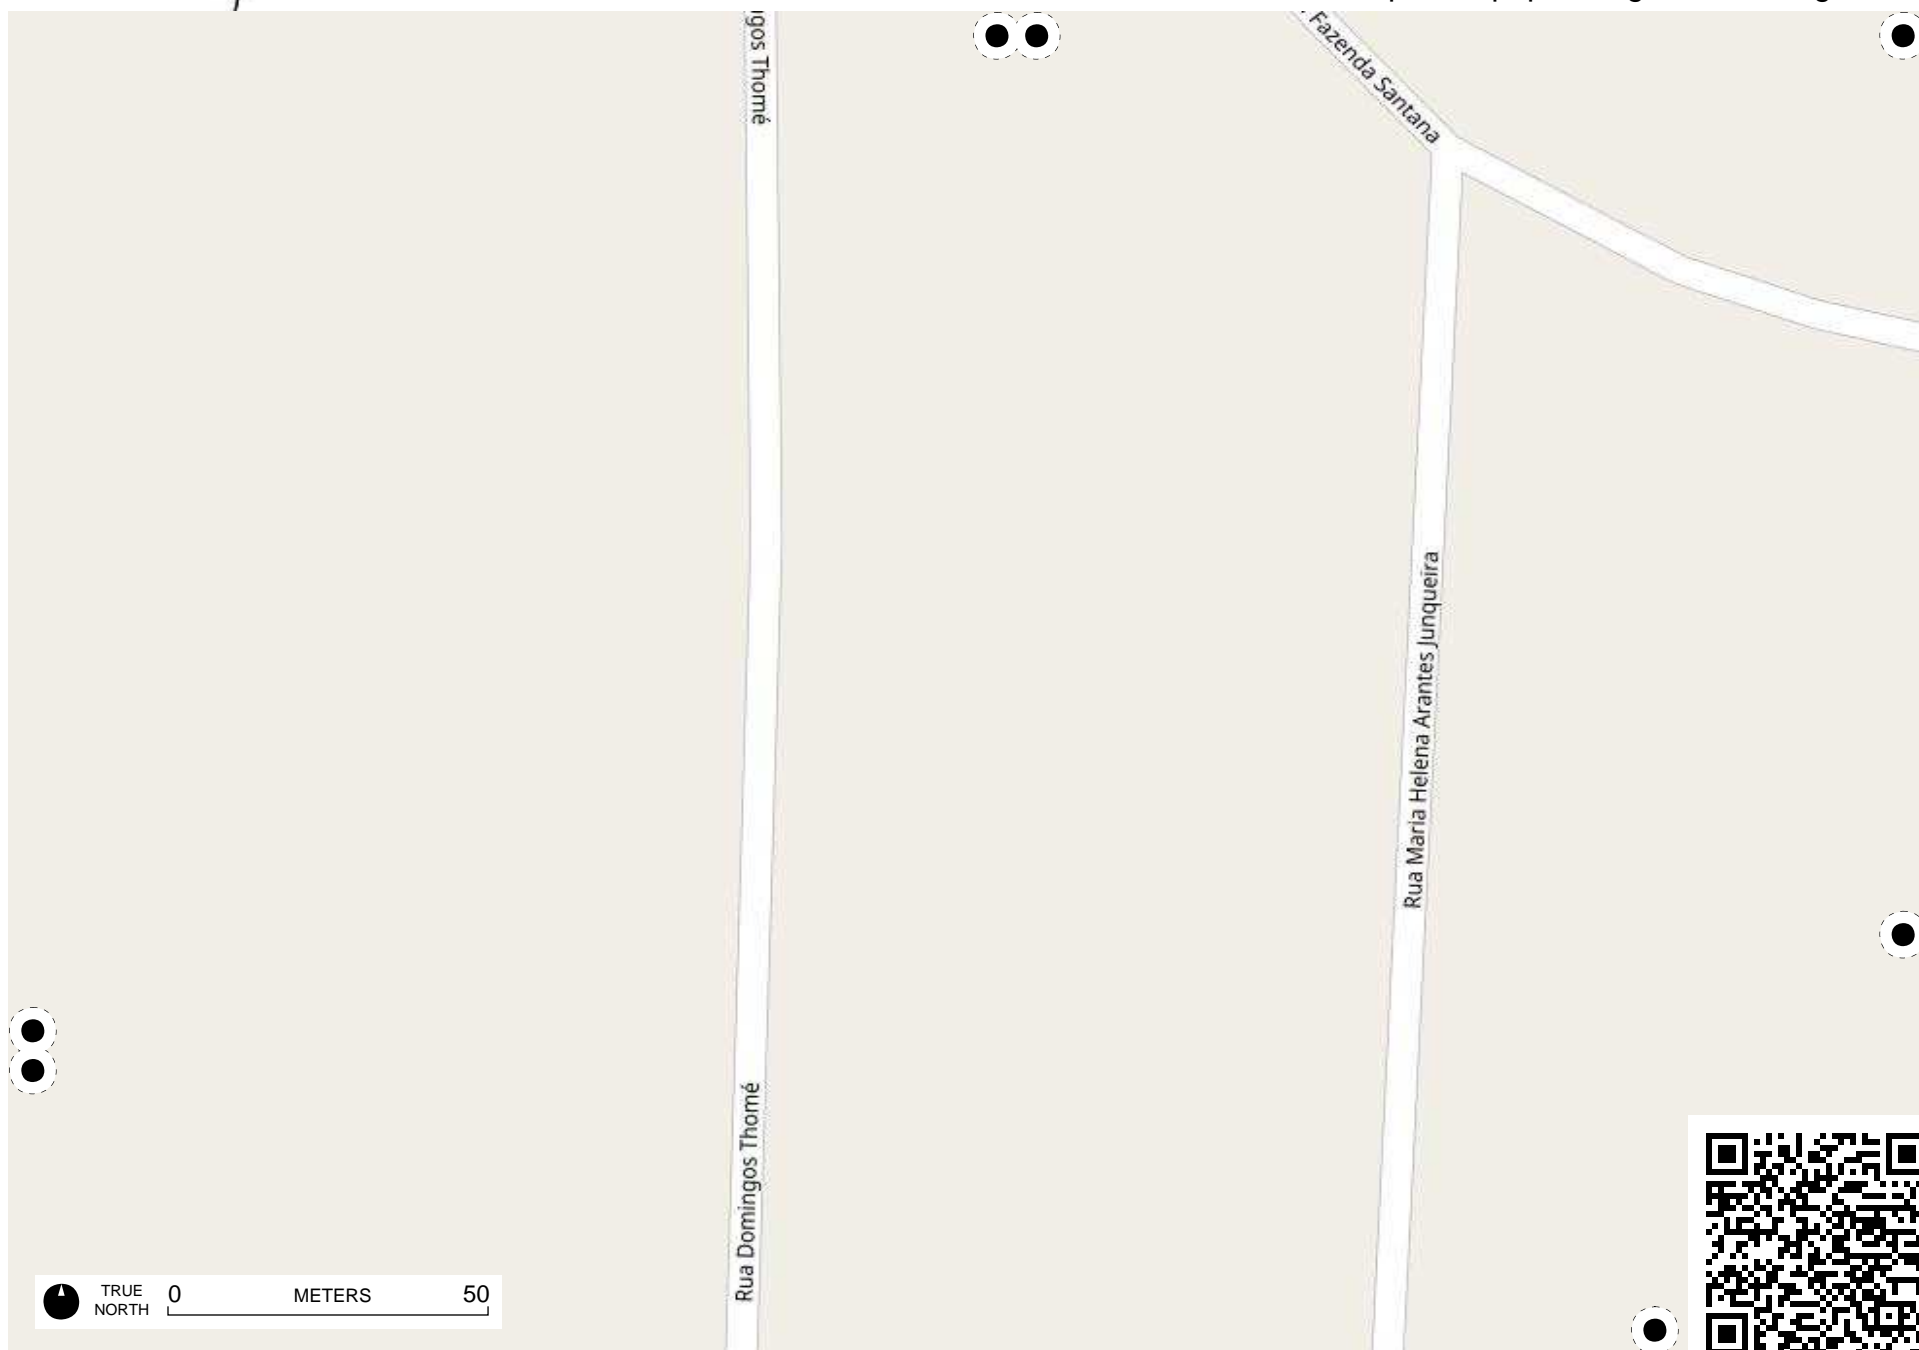 gos Thomé
Fazenda Santana
Rua Maria Helena Arantes Junqueira
Rua Domingos Thomé
TRUE NORTH
0 METERS 50